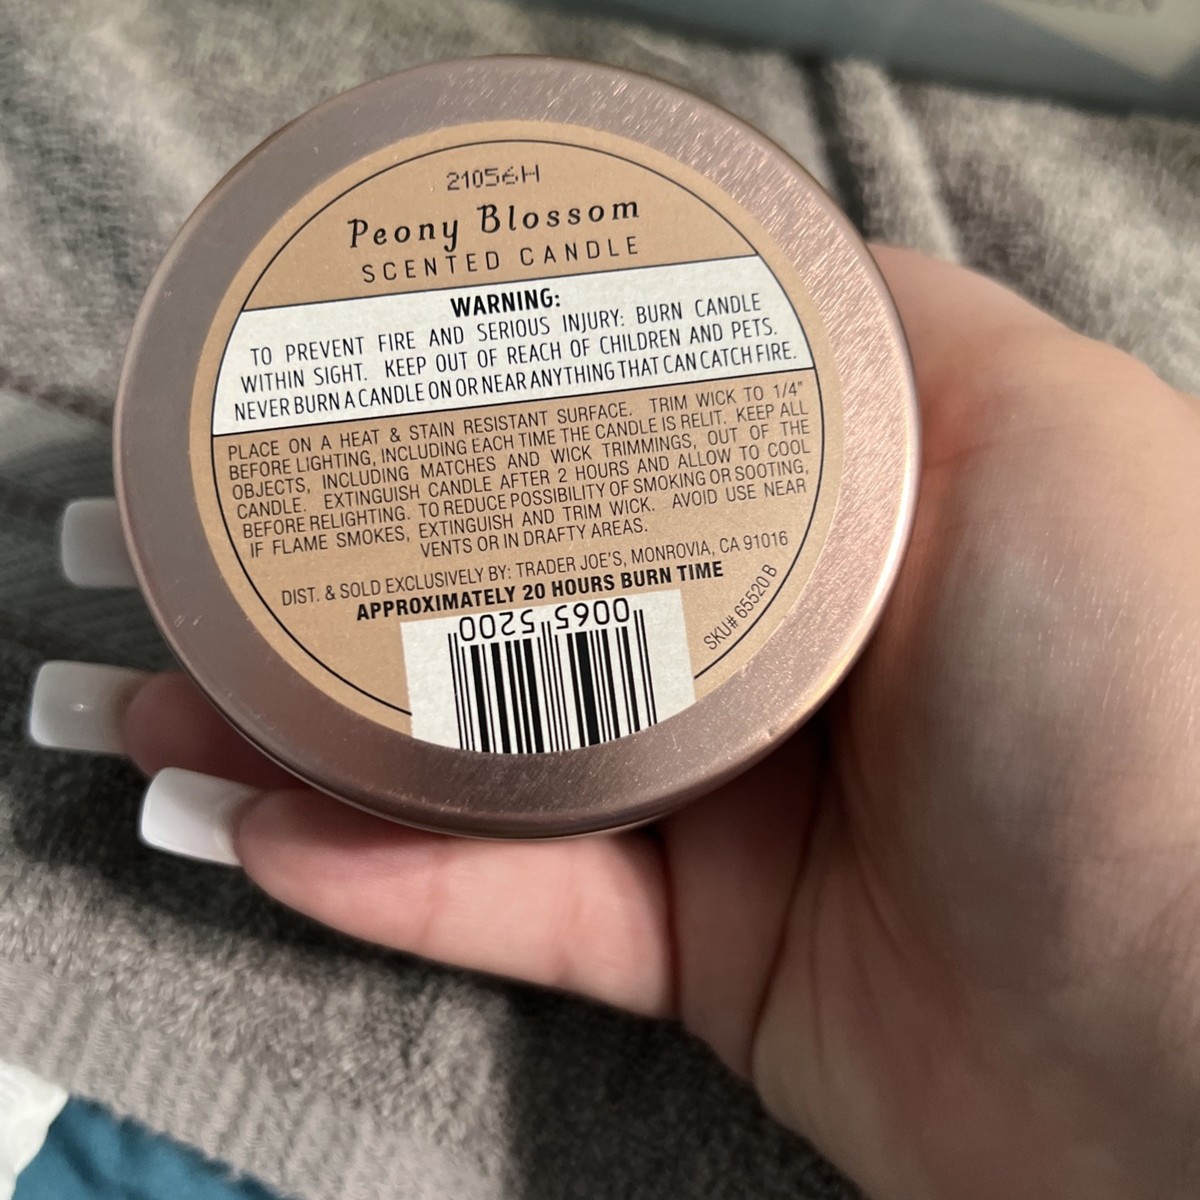 21056H
Peony Blossom
SCENTED CANDLE
WARNING:
TO PREVENT FIRE AND SERIOUS INJURY: BURN CANDLE
WITHIN SIGHT. KEEP OUT OF REACH OF CHILDREN AND PETS.
NEVER BURN A CANDLE ON OR NEAR ANYTHING THAT CAN CATCH FIRE.
PLACE ON A HEAT & STAIN RESISTANT SURFACE. TRIM WICK TO 1/4"
BEFORE LIGHTING, INCLUDING EACH TIME THE CANDLE IS RELIT. KEEP ALL
OBJECTS, INCLUDING MATCHES AND WICK TRIMMINGS, OUT OF THE
CANDLE. EXTINGUISH CANDLE AFTER 2 HOURS AND ALLOW TO COOL
BEFORE RELIGHTING. TO REDUCE POSSIBILITY OF SMOKING OR SOOTING,
IF FLAME SMOKES, EXTINGUISH AND TRIM WICK. AVOID USE NEAR
VENTS OR IN DRAFTY AREAS.
DIST. & SOLD EXCLUSIVELY BY: TRADER JOE'S, MONROVIA, CA 91016
APPROXIMATELY 20 HOURS BURN TIME
SKU# 65520 B
0065 5200